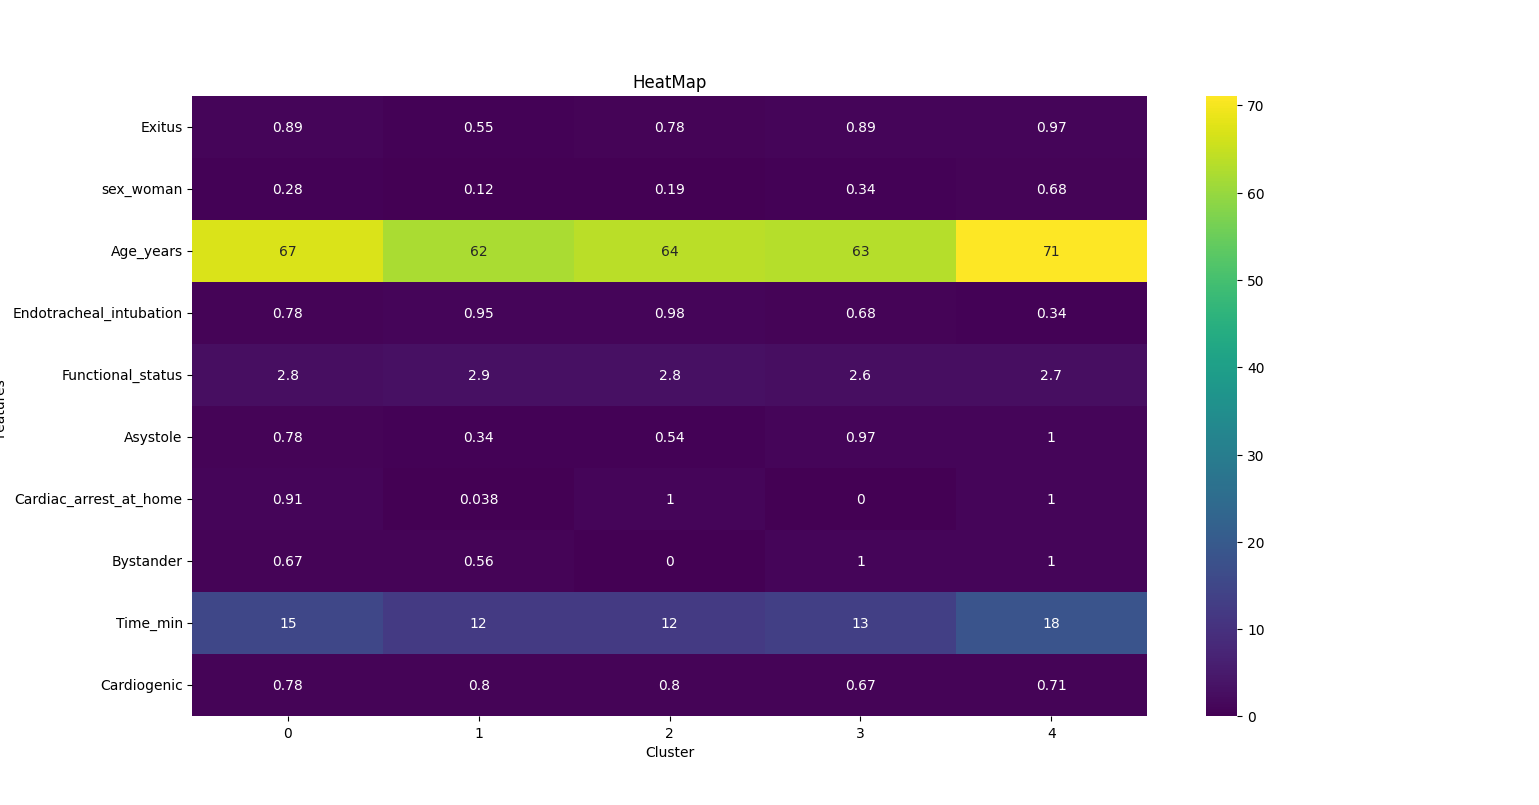 HeatMap
Exitus 0.89 0.55 0.78 0.89 0.97
sex_woman 0.28 0.12 0.19 0.34 0.68
Age_years 67 62 64 63 71
Endotracheal_intubation 0.78 0.95 0.98 0.68 0.34
Functional_status 2.8 2.9 2.8 2.6 2.7
Asystole 0.78 0.34 0.54 0.97 1
Cardiac_arrest_at_home 0.91 0.038 1 0 1
Bystander 0.67 0.56 0 1 1
Time_min 15 12 12 13 18
Cardiogenic 0.78 0.8 0.8 0.67 0.71
0 1 2 3 4
Cluster
70
60
50
40
30
20
10
0